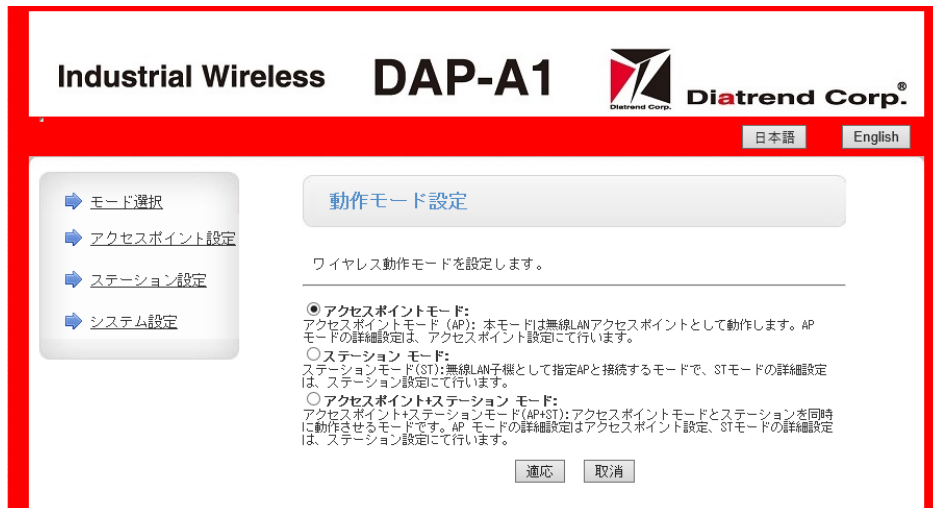 Industrial Wireless DAP-A1 Diatrend Corp. Diatrend Corp.®
日本語 English
モード選択
アクセスポイント設定
ステーション設定
システム設定
動作モード設定
ワイヤレス動作モードを設定します。
アクセスポイントモード:
アクセスポイントモード (AP): 本モードは無線LANアクセスポイントとして動作します。AP
モードの詳細設定は、アクセスポイント設定にて行います。
ステーション モード:
ステーションモード(ST):無線LAN子機として指定APと接続するモードで、STモードの詳細設定
は、ステーション設定にて行います。
アクセスポイント+ステーション モード:
アクセスポイント+ステーションモード(AP+ST):アクセスポイントモードとステーションを同時
に動作させるモードです。AP モードの詳細設定はアクセスポイント設定、STモードの詳細設定
は、ステーション設定にて行います。
適応 取消